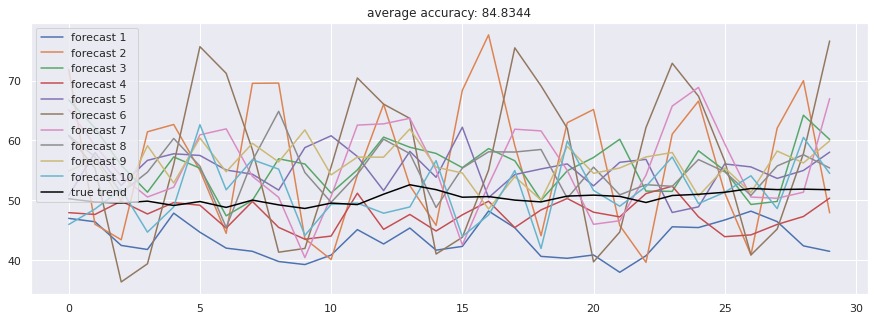 average accuracy: 84.8344
forecast 1
forecast 2
forecast 3
forecast 4
forecast 5
forecast 6
forecast 7
forecast 8
forecast 9
forecast 10
true trend
70
60
50
40
0 5 10 15 20 25 30